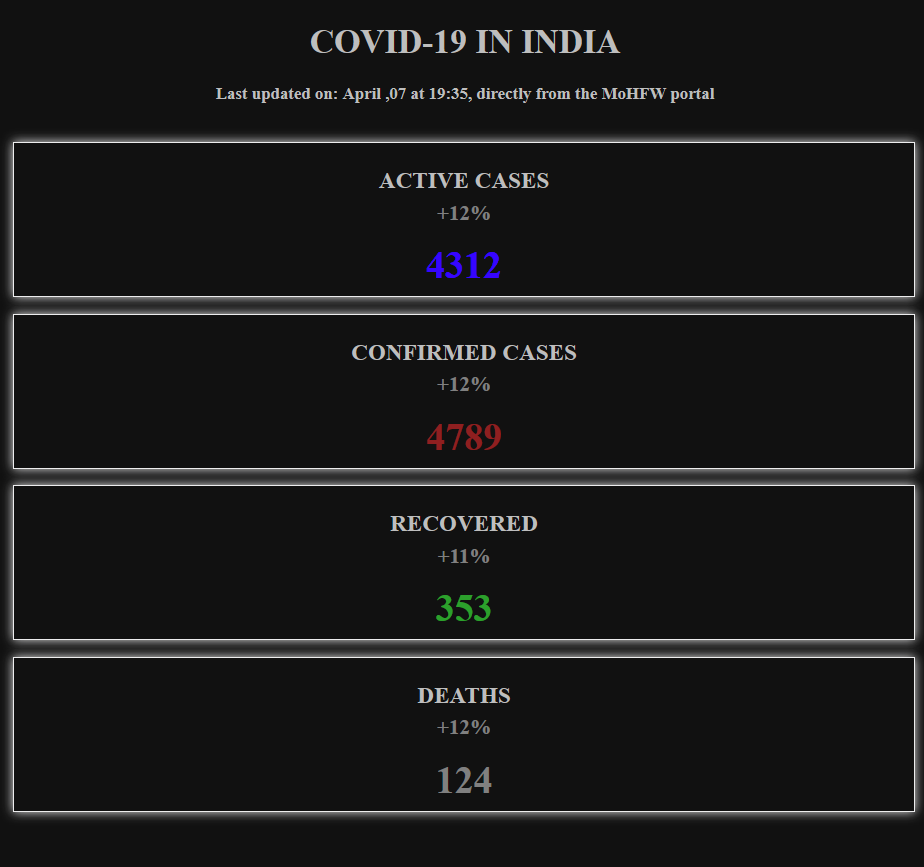 COVID-19 IN INDIA
Last updated on: April ,07 at 19:35, directly from the MoHFW portal
ACTIVE CASES
+12%
4312
CONFIRMED CASES
+12%
4789
RECOVERED
+11%
353
DEATHS
+12%
124